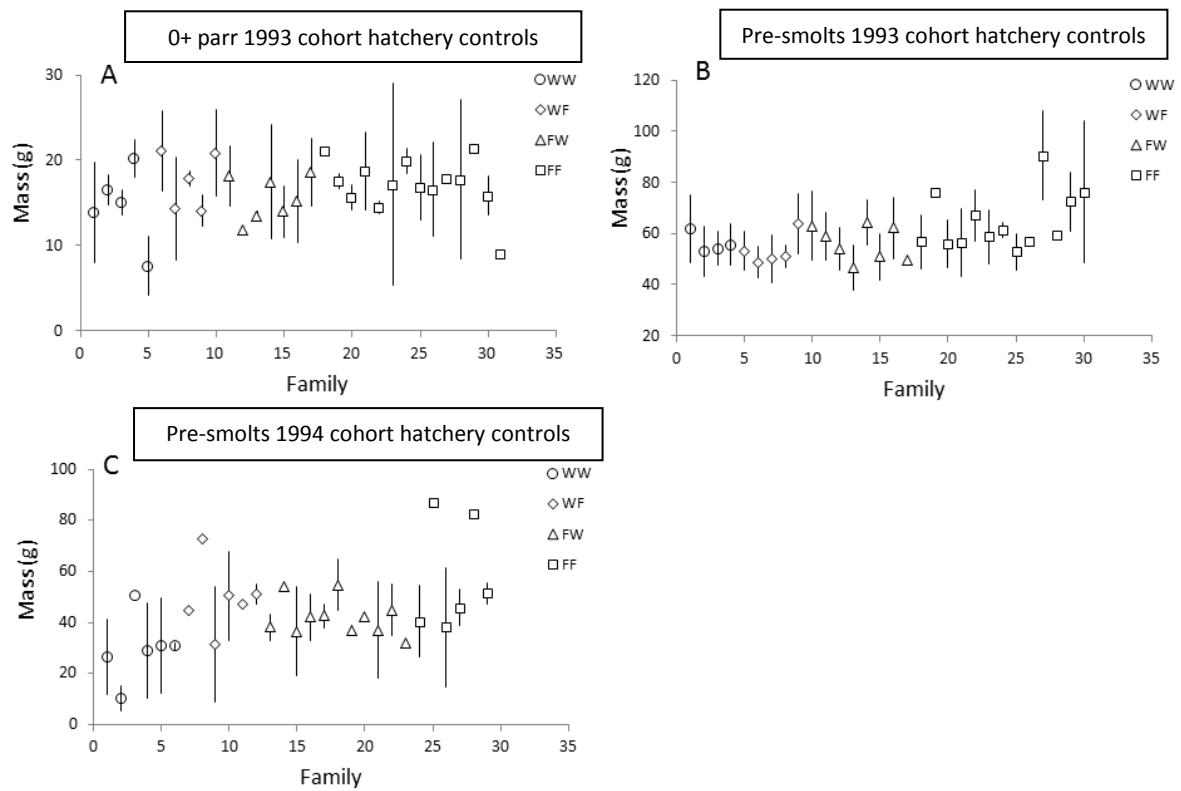 0+ parr 1993 cohort hatchery controls
A
30
20
10
0
Mass (g)
0 5 10 15 20 25 30 35
Family
WW
WF
FW
FF
Pre-smolts 1993 cohort hatchery controls
B
120
100
80
60
40
20
Mass (g)
0 5 10 15 20 25 30 35
Family
WW
WF
FW
FF
Pre-smolts 1994 cohort hatchery controls
C
100
80
60
40
20
0
Mass (g)
0 5 10 15 20 25 30 35
Family
WW
WF
FW
FF